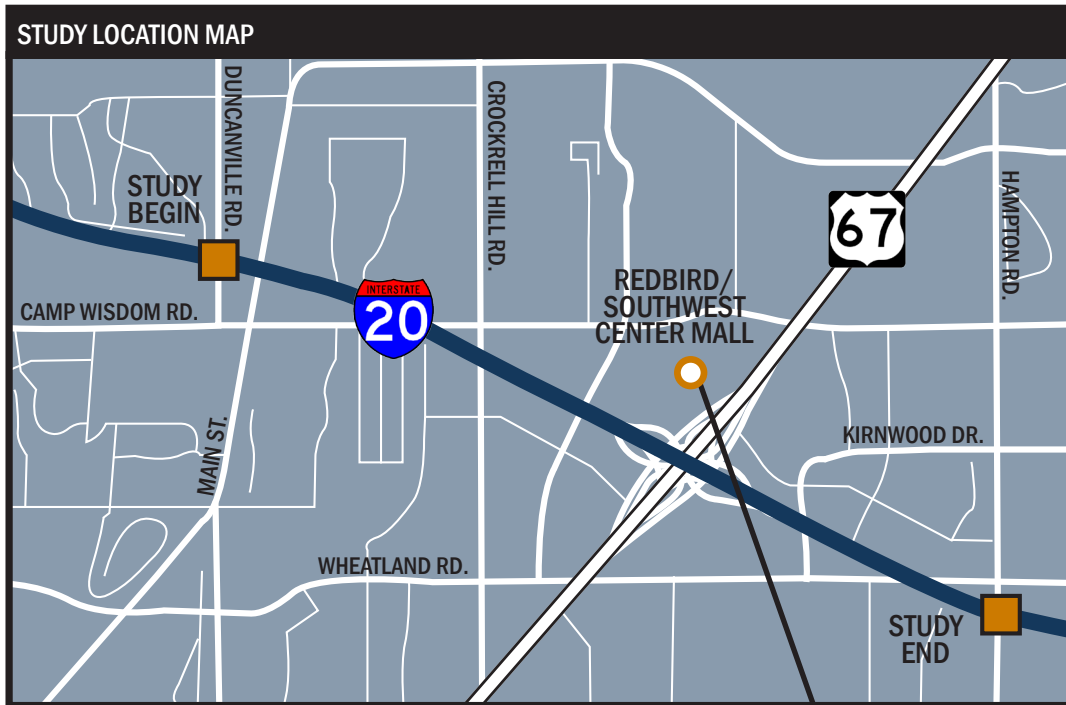 STUDY LOCATION MAP
DUNCANVILLE RD.
STUDY
BEGIN
CROCKRELL HILL RD.
67
HAMPTON RD.
REDBIRD/
SOUTHWEST
CENTER MALL
INTERSTATE
20
CAMP WISDOM RD.
MAIN ST.
KIRNWOOD DR.
WHEATLAND RD.
STUDY
END